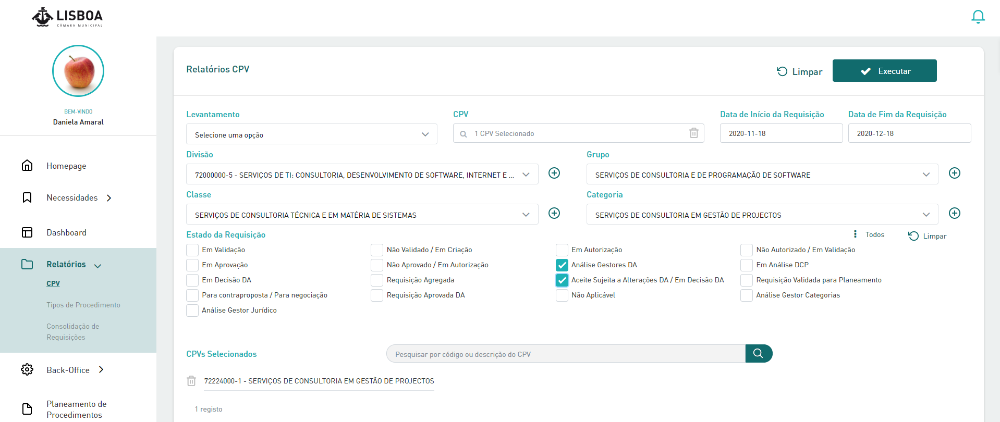 LISBOA
CÂMARA MUNICIPAL
BEM-VINDO
Daniela Amaral
Homepage
Necessidades
Dashboard
Relatórios
CPV
Tipos de Procedimento
Consolidação de
Requisições
Back-Office
Planeamento de
Procedimentos
Relatórios CPV
Limpar
Executar
Levantamento
Selecione uma opção
CPV
1 CPV Selecionado
Data de Início da Requisição
2020-11-18
Data de Fim da Requisição
2020-12-18
Divisão
72000000-5 - SERVIÇOS DE TI: CONSULTORIA, DESENVOLVIMENTO DE SOFTWARE, INTERNET E ...
Grupo
SERVIÇOS DE CONSULTORIA E DE PROGRAMAÇÃO DE SOFTWARE
Classe
SERVIÇOS DE CONSULTORIA TÉCNICA E EM MATÉRIA DE SISTEMAS
Categoria
SERVIÇOS DE CONSULTORIA EM GESTÃO DE PROJECTOS
Estado da Requisição
Todos
Limpar
Em Validação
Não Validado / Em Criação
Em Autorização
Não Autorizado / Em Validação
Em Aprovação
Não Aprovado / Em Autorização
Análise Gestores DA
Em Análise DCP
Em Decisão DA
Requisição Agregada
Aceite Sujeita a Alterações DA / Em Decisão DA
Requisição Validada para Planeamento
Para contraproposta / Para negociação
Requisição Aprovada DA
Não Aplicável
Análise Gestor Categorias
Análise Gestor Jurídico
CPVs Selecionados
Pesquisar por código ou descrição do CPV
72224000-1 - SERVIÇOS DE CONSULTORIA EM GESTÃO DE PROJECTOS
1 registo